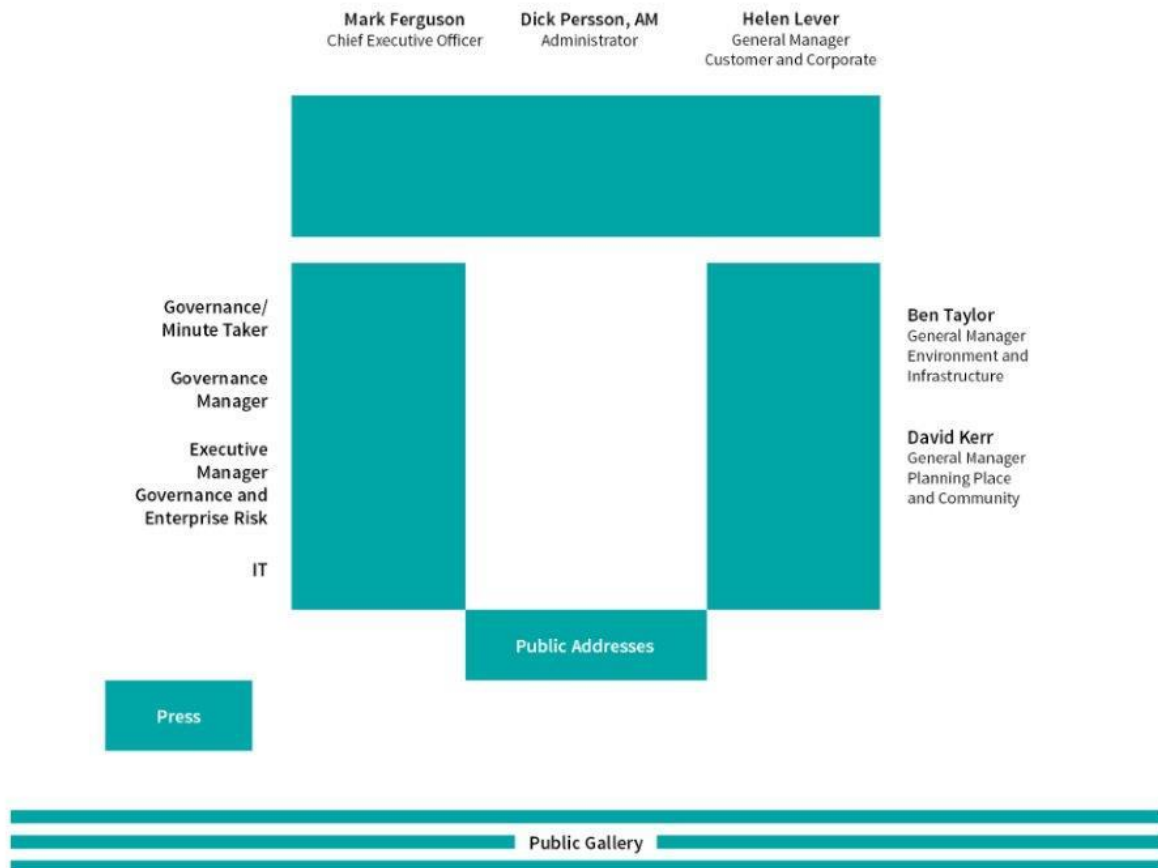 Mark Ferguson
Chief Executive Officer
Dick Persson, AM
Administrator
Helen Lever
General Manager
Customer and Corporate
Governance/
Minute Taker
Governance
Manager
Executive
Manager
Governance and
Enterprise Risk
IT
Ben Taylor
General Manager
Environment and
Infrastructure
David Kerr
General Manager
Planning Place
and Community
Public Addresses
Press
Public Gallery